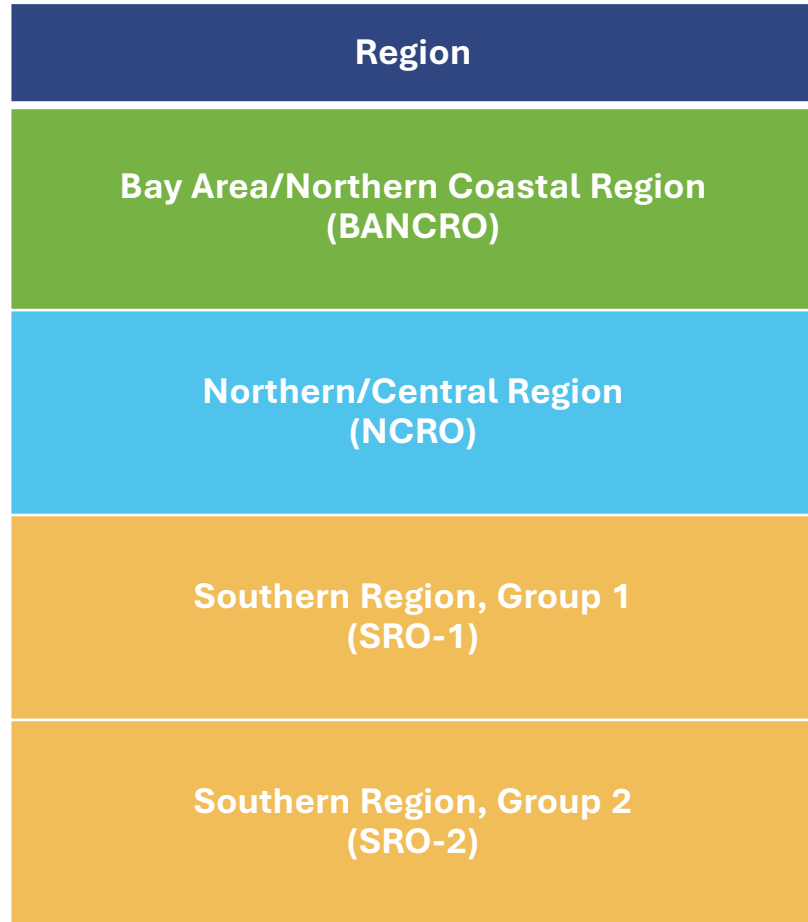 Region
Bay Area/Northern Coastal Region
(BANCRO)
Northern/Central Region
(NCRO)
Southern Region, Group 1
(SRO-1)
Southern Region, Group 2
(SRO-2)